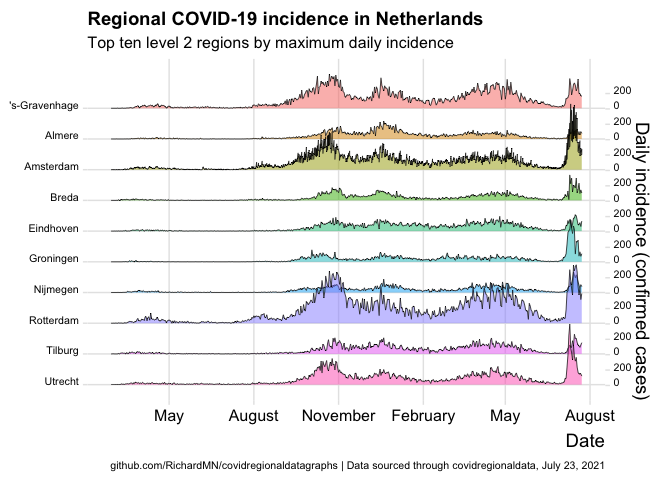 Regional COVID-19 incidence in Netherlands
Top ten level 2 regions by maximum daily incidence
's-Gravenhage
Almere
Amsterdam
Breda
Eindhoven
Groningen
Nijmegen
Rotterdam
Tilburg
Utrecht
200
0
200
0
200
0
200
0
200
0
200
0
200
0
200
0
200
0
200
0
Daily incidence (confirmed cases)
May August November February May August
Date
github.com/RichardMN/covidregionaldatagraphs | Data sourced through covidregionaldata, July 23, 2021